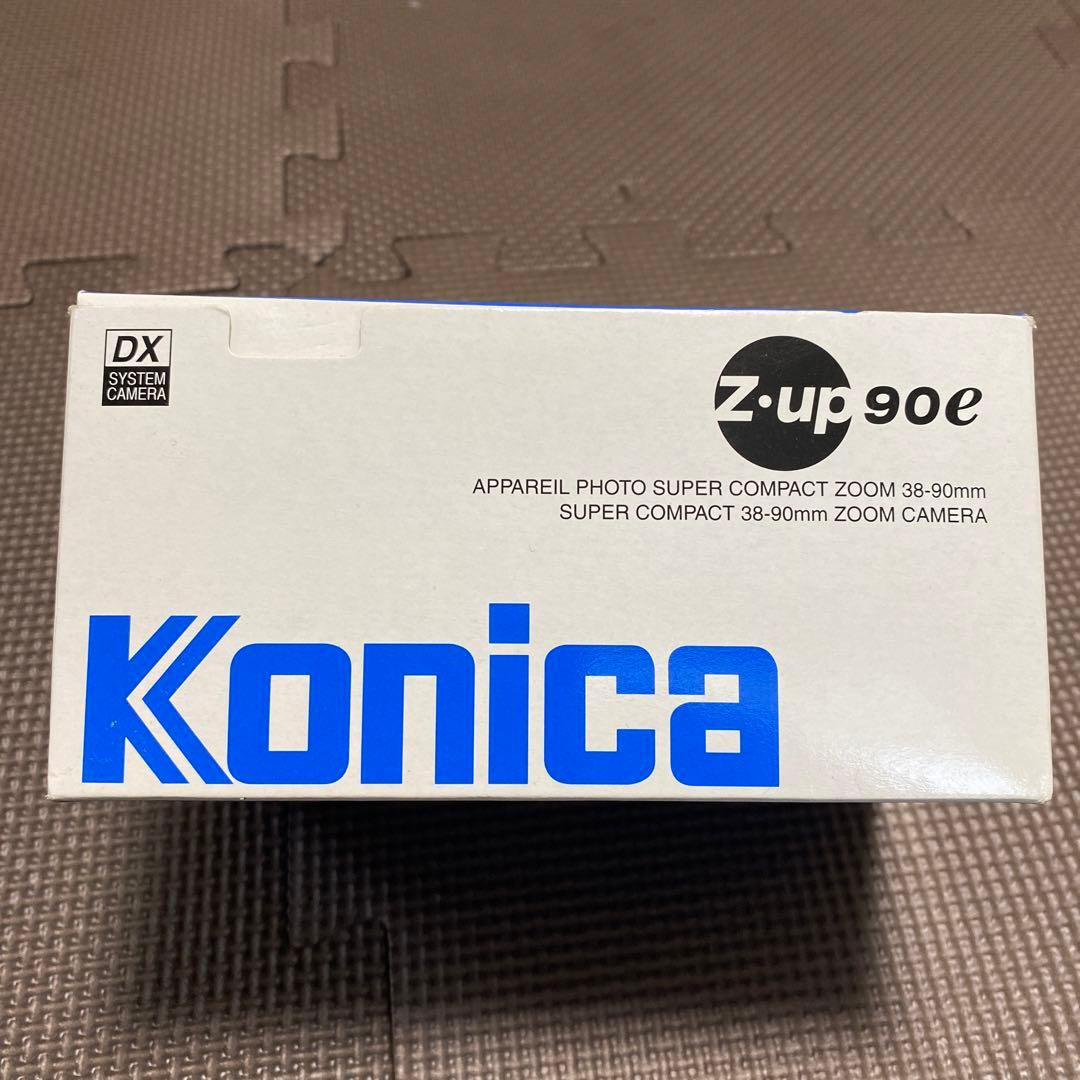 DX
SYSTEM
CAMERA
Z·up 90e
APPAREIL PHOTO SUPER COMPACT ZOOM 38-90mm
SUPER COMPACT 38-90mm ZOOM CAMERA
Konica